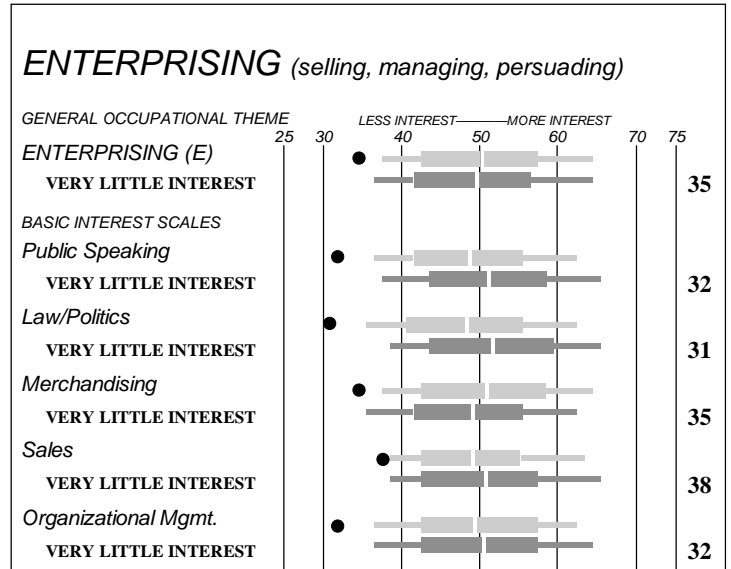 ENTERPRISING (selling, managing, persuading)
GENERAL OCCUPATIONAL THEME LESS INTEREST———MORE INTEREST
25 30 40 50 60 70 75
ENTERPRISING (E)
VERY LITTLE INTEREST 35
BASIC INTEREST SCALES
Public Speaking
VERY LITTLE INTEREST 32
Law/Politics
VERY LITTLE INTEREST 31
Merchandising
VERY LITTLE INTEREST 35
Sales
VERY LITTLE INTEREST 38
Organizational Mgmt.
VERY LITTLE INTEREST 32